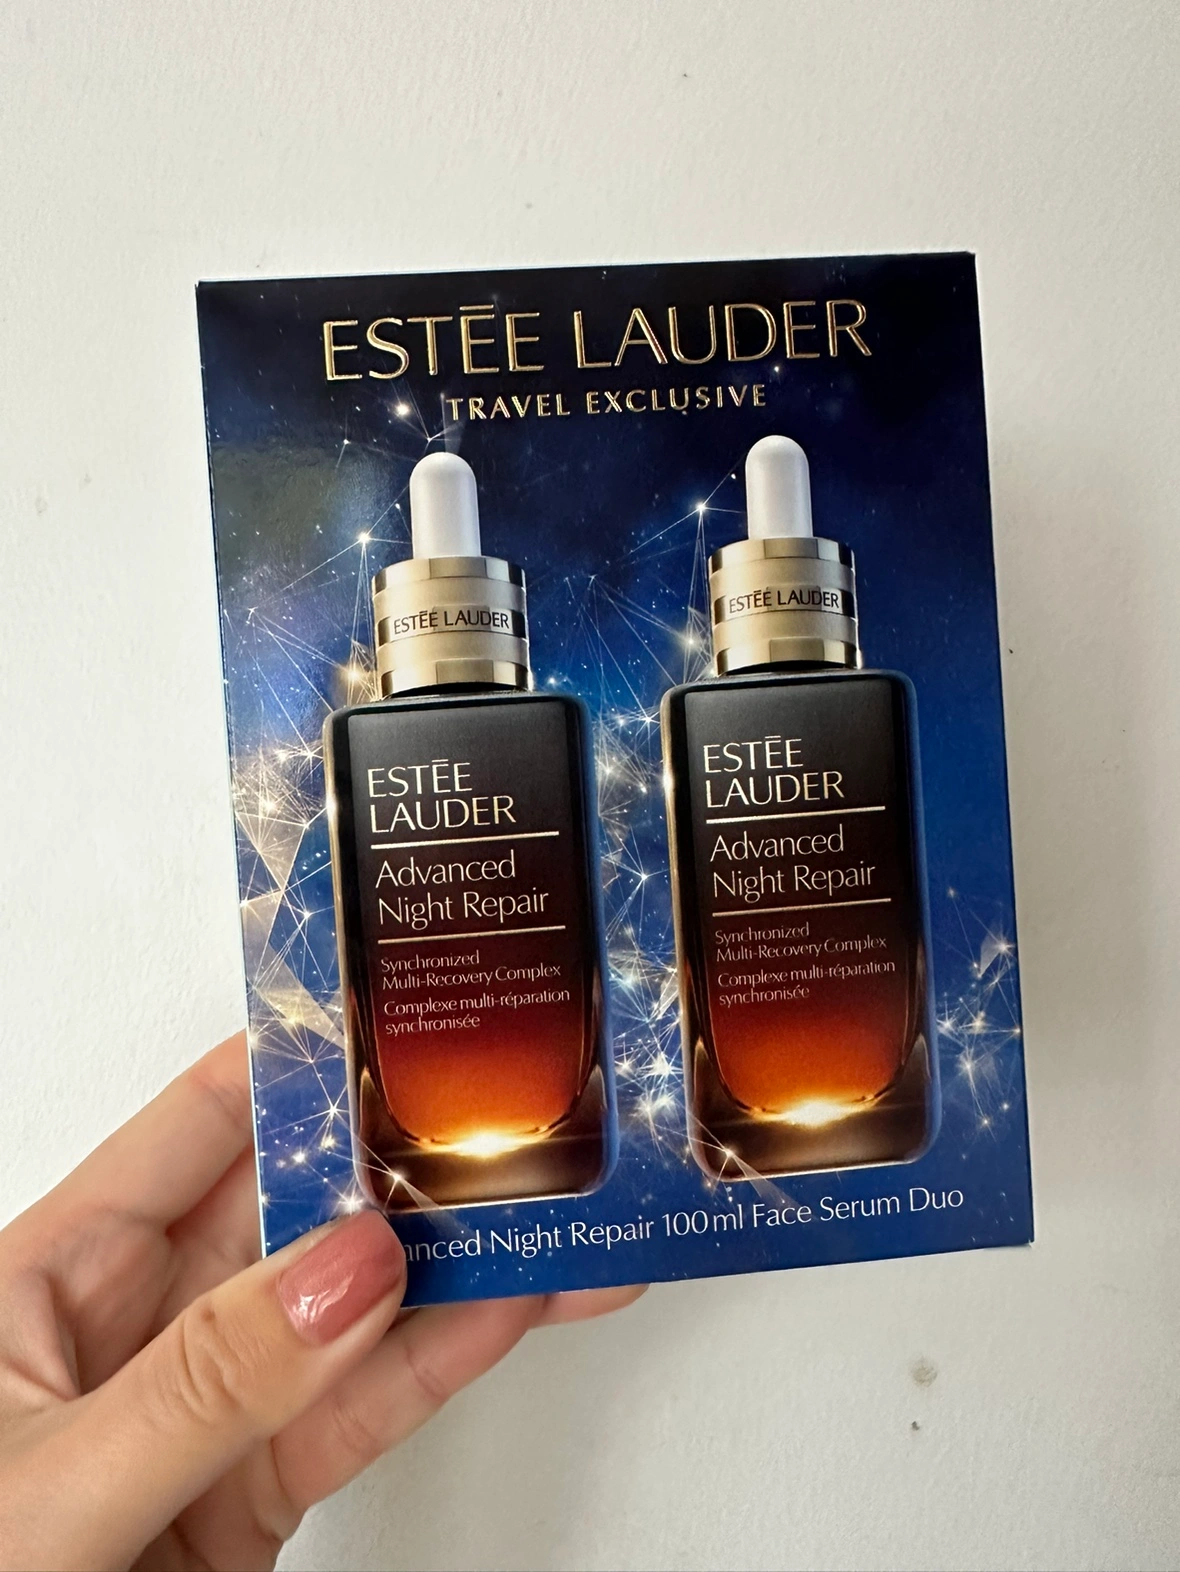 ESTĒE LAUDER
TRAVEL EXCLUSIVE
ESTĒE LAUDER
ESTĒE
LAUDER
Advanced
Night Repair
Synchronized
Multi-Recovery Complex
Complexe multi-réparation
synchronisée
ESTĒE LAUDER
ESTĒE
LAUDER
Advanced
Night Repair
Synchronized
Multi-Recovery Complex
Complexe multi-réparation
synchronisée
anced Night Repair 100 ml Face Serum Duo